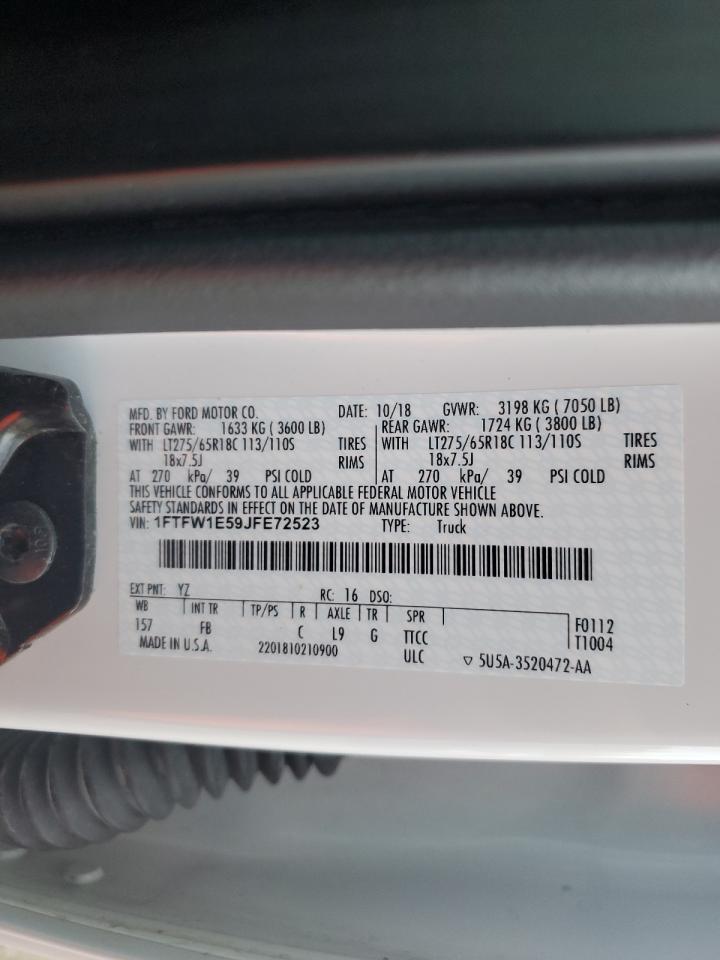 MFD. BY FORD MOTOR CO. DATE: 10/18 GVWR: 3198 KG ( 7050 LB)
FRONT GAWR: 1633 KG ( 3600 LB) REAR GAWR: 1724 KG ( 3800 LB)
WITH LT275/65R18C 113/110S TIRES WITH LT275/65R18C 113/110S TIRES
18x7.5J RIMS 18x7.5J RIMS
AT 270 kPa/ 39 PSI COLD AT 270 kPa/ 39 PSI COLD
THIS VEHICLE CONFORMS TO ALL APPLICABLE FEDERAL MOTOR VEHICLE
SAFETY STANDARDS IN EFFECT ON THE DATE OF MANUFACTURE SHOWN ABOVE.
VIN: 1FTFW1E59JFE72523 TYPE: Truck
EXT PNT: YZ RC: 16 DSO:
WB INT TR TP/PS R AXLE TR SPR
157 FB C L9 G TTCC F0112
MADE IN U.S.A. 2201810210900 ULC T1004
▽ 5U5A-3520472-AA